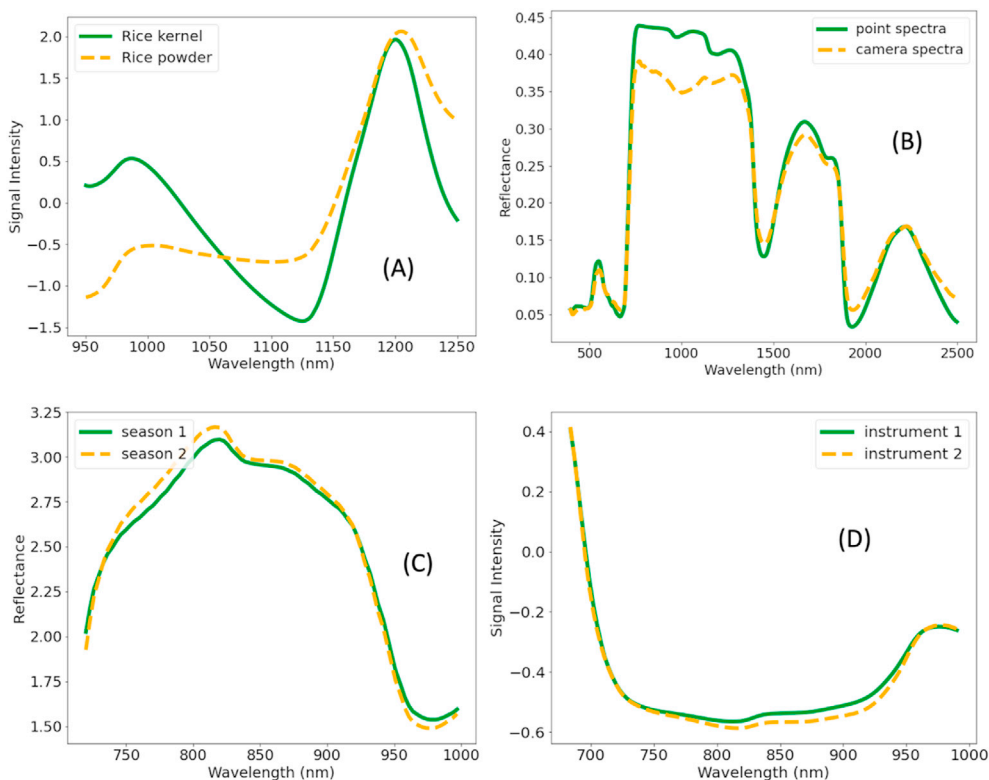 Rice kernel
Rice powder
(A)
Signal Intensity
2.0
1.5
1.0
0.5
0.0
−0.5
−1.0
−1.5
950 1000 1050 1100 1150 1200 1250
Wavelength (nm)
point spectra
camera spectra
(B)
Reflectance
0.45
0.40
0.35
0.30
0.25
0.20
0.15
0.10
0.05
500 1000 1500 2000 2500
Wavelength (nm)
season 1
season 2
(C)
Reflectance
3.25
3.00
2.75
2.50
2.25
2.00
1.75
1.50
750 800 850 900 950 1000
Wavelength (nm)
instrument 1
instrument 2
(D)
Signal Intensity
0.4
0.2
0.0
−0.2
−0.4
−0.6
700 750 800 850 900 950 1000
Wavelength (nm)